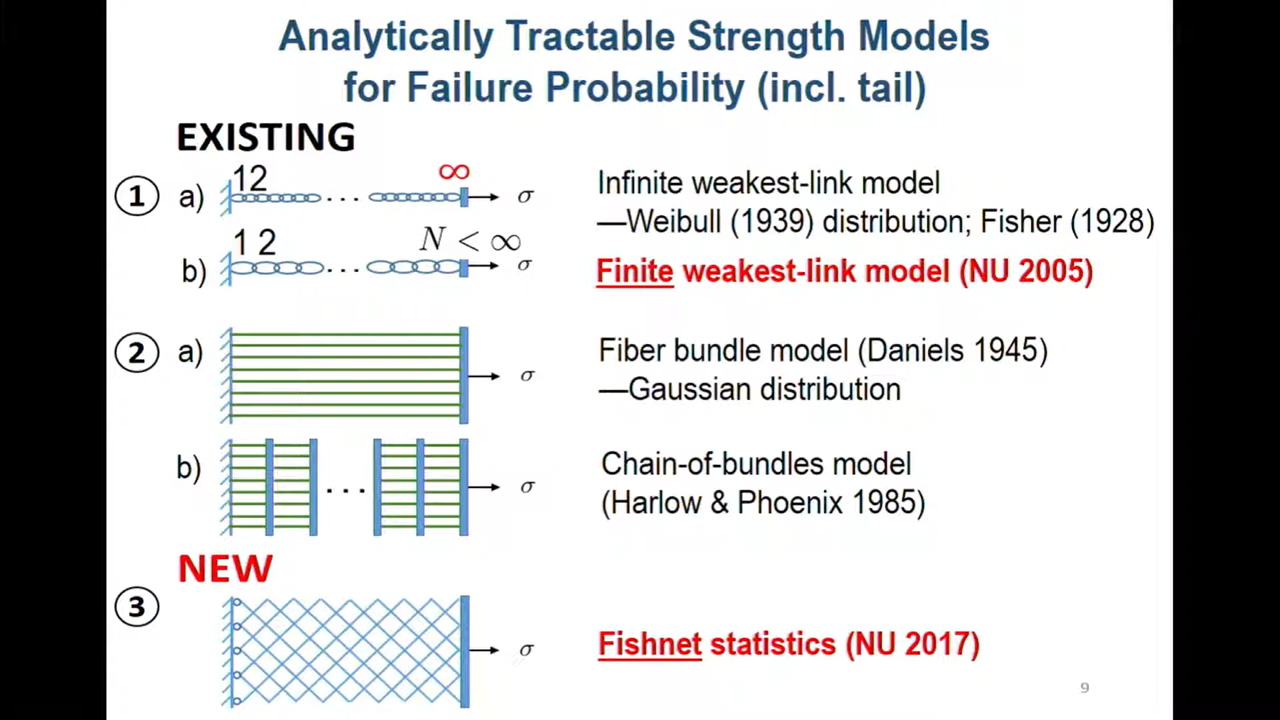 Analytically Tractable Strength Models
for Failure Probability (incl. tail)
EXISTING
1 a) 12 ... ∞ σ
Infinite weakest-link model
—Weibull (1939) distribution; Fisher (1928)
b) 1 2 ... N < ∞ σ
Finite weakest-link model (NU 2005)
2 a) σ
Fiber bundle model (Daniels 1945)
—Gaussian distribution
b) ... σ
Chain-of-bundles model
(Harlow & Phoenix 1985)
NEW
3 σ
Fishnet statistics (NU 2017)
9